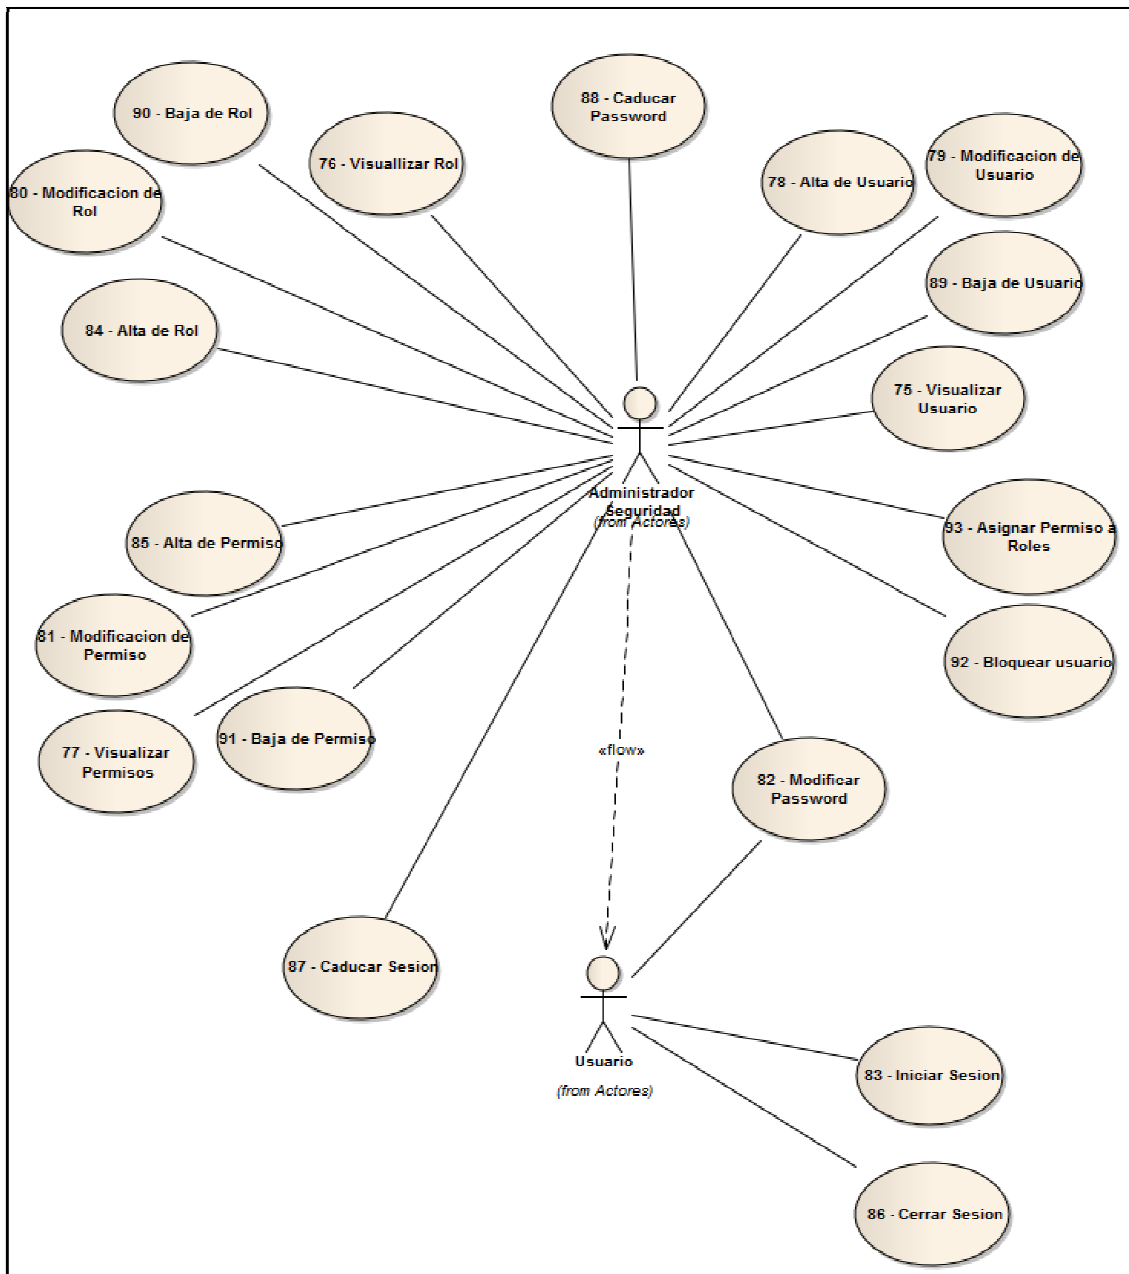 88 - Caducar
Password
90 - Baja de Rol
76 - Visuallizar Rol
79 - Modificacion de
Usuario
78 - Alta de Usuario
80 - Modificacion de
Rol
89 - Baja de Usuario
84 - Alta de Rol
75 - Visualizar
Usuario
Administrador
Seguridad
(from Actores)
93 - Asignar Permiso a
Roles
85 - Alta de Permiso
81 - Modificacion de
Permiso
92 - Bloquear usuario
91 - Baja de Permiso
77 - Visualizar
Permisos
«flow»
82 - Modificar
Password
87 - Caducar Sesion
Usuario
(from Actores)
83 - Iniciar Sesion
86 - Cerrar Sesion